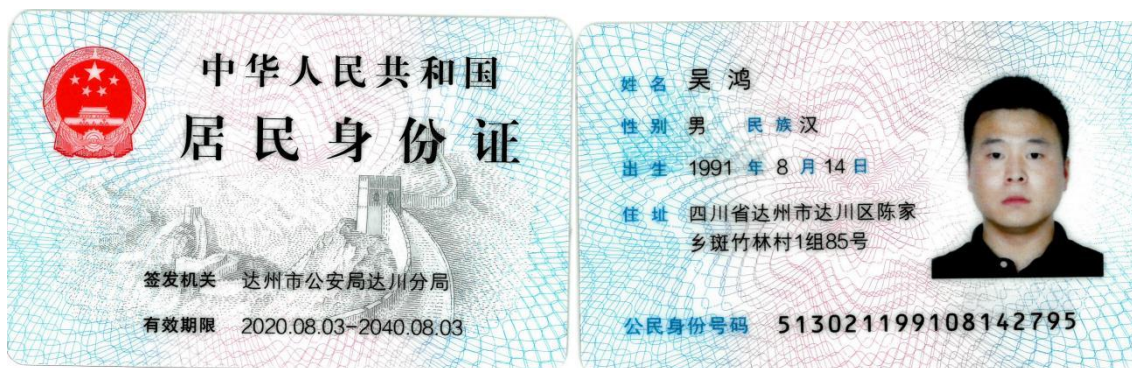 中华人民共和国
居民身份证
签发机关 达州市公安局达川分局
有效期限 2020.08.03-2040.08.03
姓名 吴鸿
性别 男 民族 汉
出生 1991 年 8 月 14 日
住址 四川省达州市达川区陈家
乡斑竹林村1组85号
公民身份号码 513021199108142795